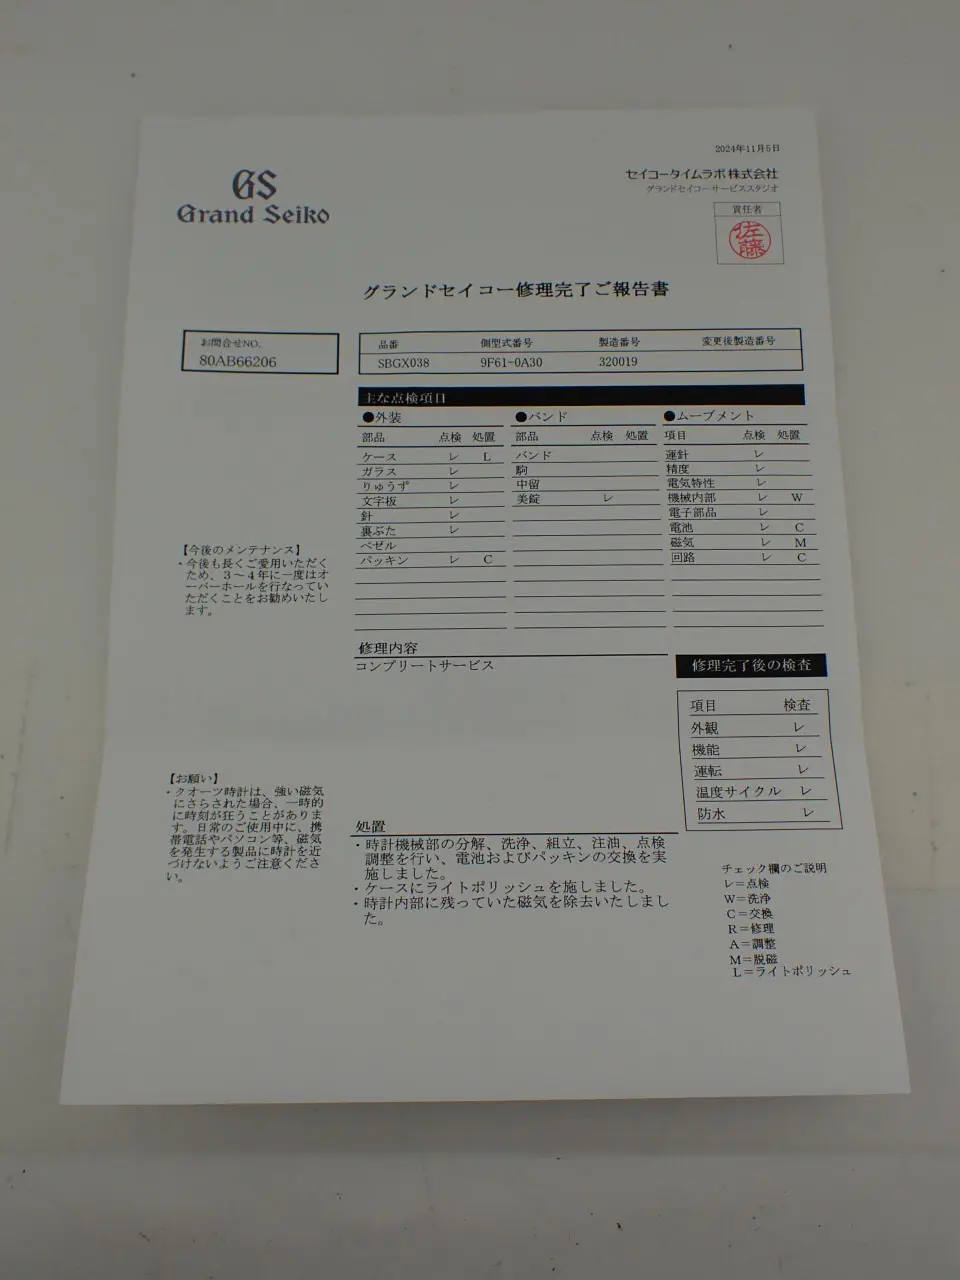 2024年11月5日
セイコータイムラボ株式会社
グランドセイコーサービススタジオ
責任者
佐藤
GS
Grand Seiko
グランドセイコー修理完了ご報告書
お問合せNO.
80AB66206
品番 側型式番号 製造番号 変更後製造番号
SBGX038 9F61-0A30 320019
主な点検項目
●外装 ●バンド ●ムーブメント
部品 点検 処置 部品 点検 処置 項目 点検 処置
ケース レ L バンド 運針 レ
ガラス レ 駒 精度 レ
りゅうず レ 中留 電気特性 レ
文字板 レ 美錠 レ 機械内部 レ W
針 レ 電子部品 レ
裏ぶた レ 電池 レ C
ベゼル 磁気 レ M
パッキン レ C 回路 レ C
【今後のメンテナンス】
・今後も長くご愛用いただく
ため、3〜4年に一度はオ
ーバーホールを行なってい
ただくことをお勧めいたし
ます。
修理内容
コンプリートサービス
修理完了後の検査
項目 検査
外観 レ
機能 レ
運転 レ
温度サイクル レ
防水 レ
【お願い】
・クオーツ時計は、強い磁気
にさらされた場合、一時的
に時刻が狂うことがありま
す。日常のご使用中に、携
帯電話やパソコン等、磁気
を発生する製品に時計を近
づけないようご注意くださ
い。
処置
・時計機械部の分解、洗浄、組立、注油、点検
調整を行い、電池およびパッキンの交換を実
施しました。
・ケースにライトポリッシュを施しました。
・時計内部に残っていた磁気を除去いたしまし
た。
チェック欄のご説明
レ＝点検
W＝洗浄
C＝交換
R＝修理
A＝調整
M＝脱磁
L＝ライトポリッシュ